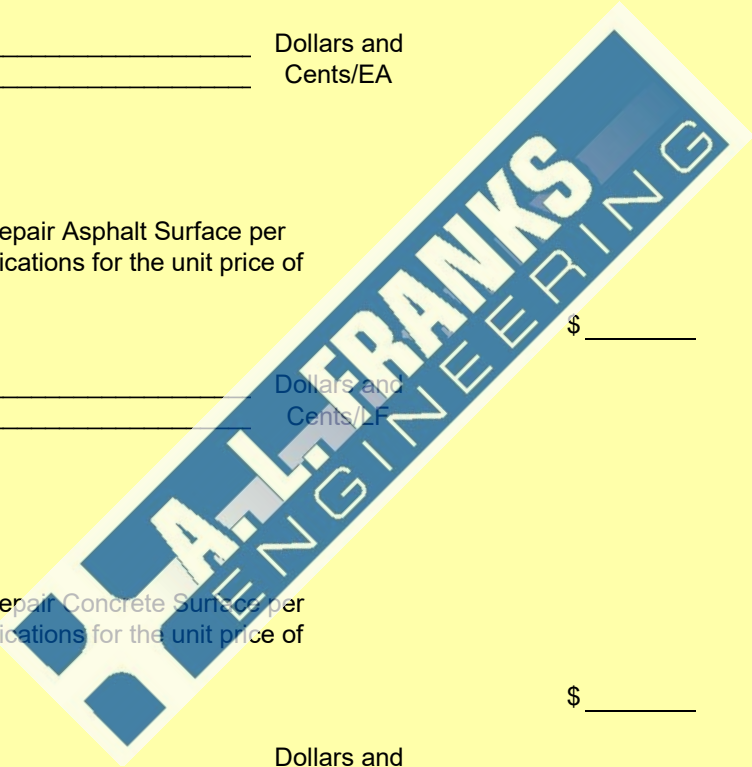 Dollars and
Cents/EA
epair Asphalt Surface per
ications for the unit price of
$
Dollars and
Cents/LF
epair Concrete Surface per
ications for the unit price of
$
Dollars and
A. L. FRANKS
ENGINEERING